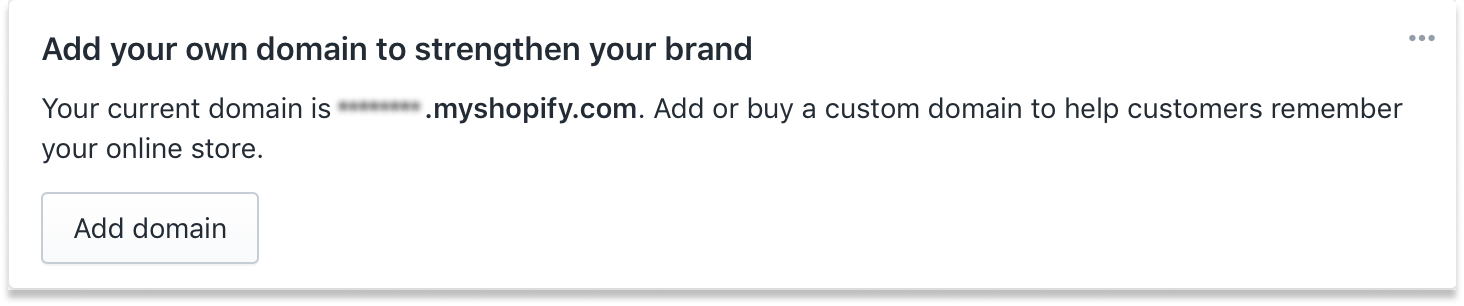 Add your own domain to strengthen your brand
Your current domain is ********.myshopify.com. Add or buy a custom domain to help customers remember
your online store.
Add domain